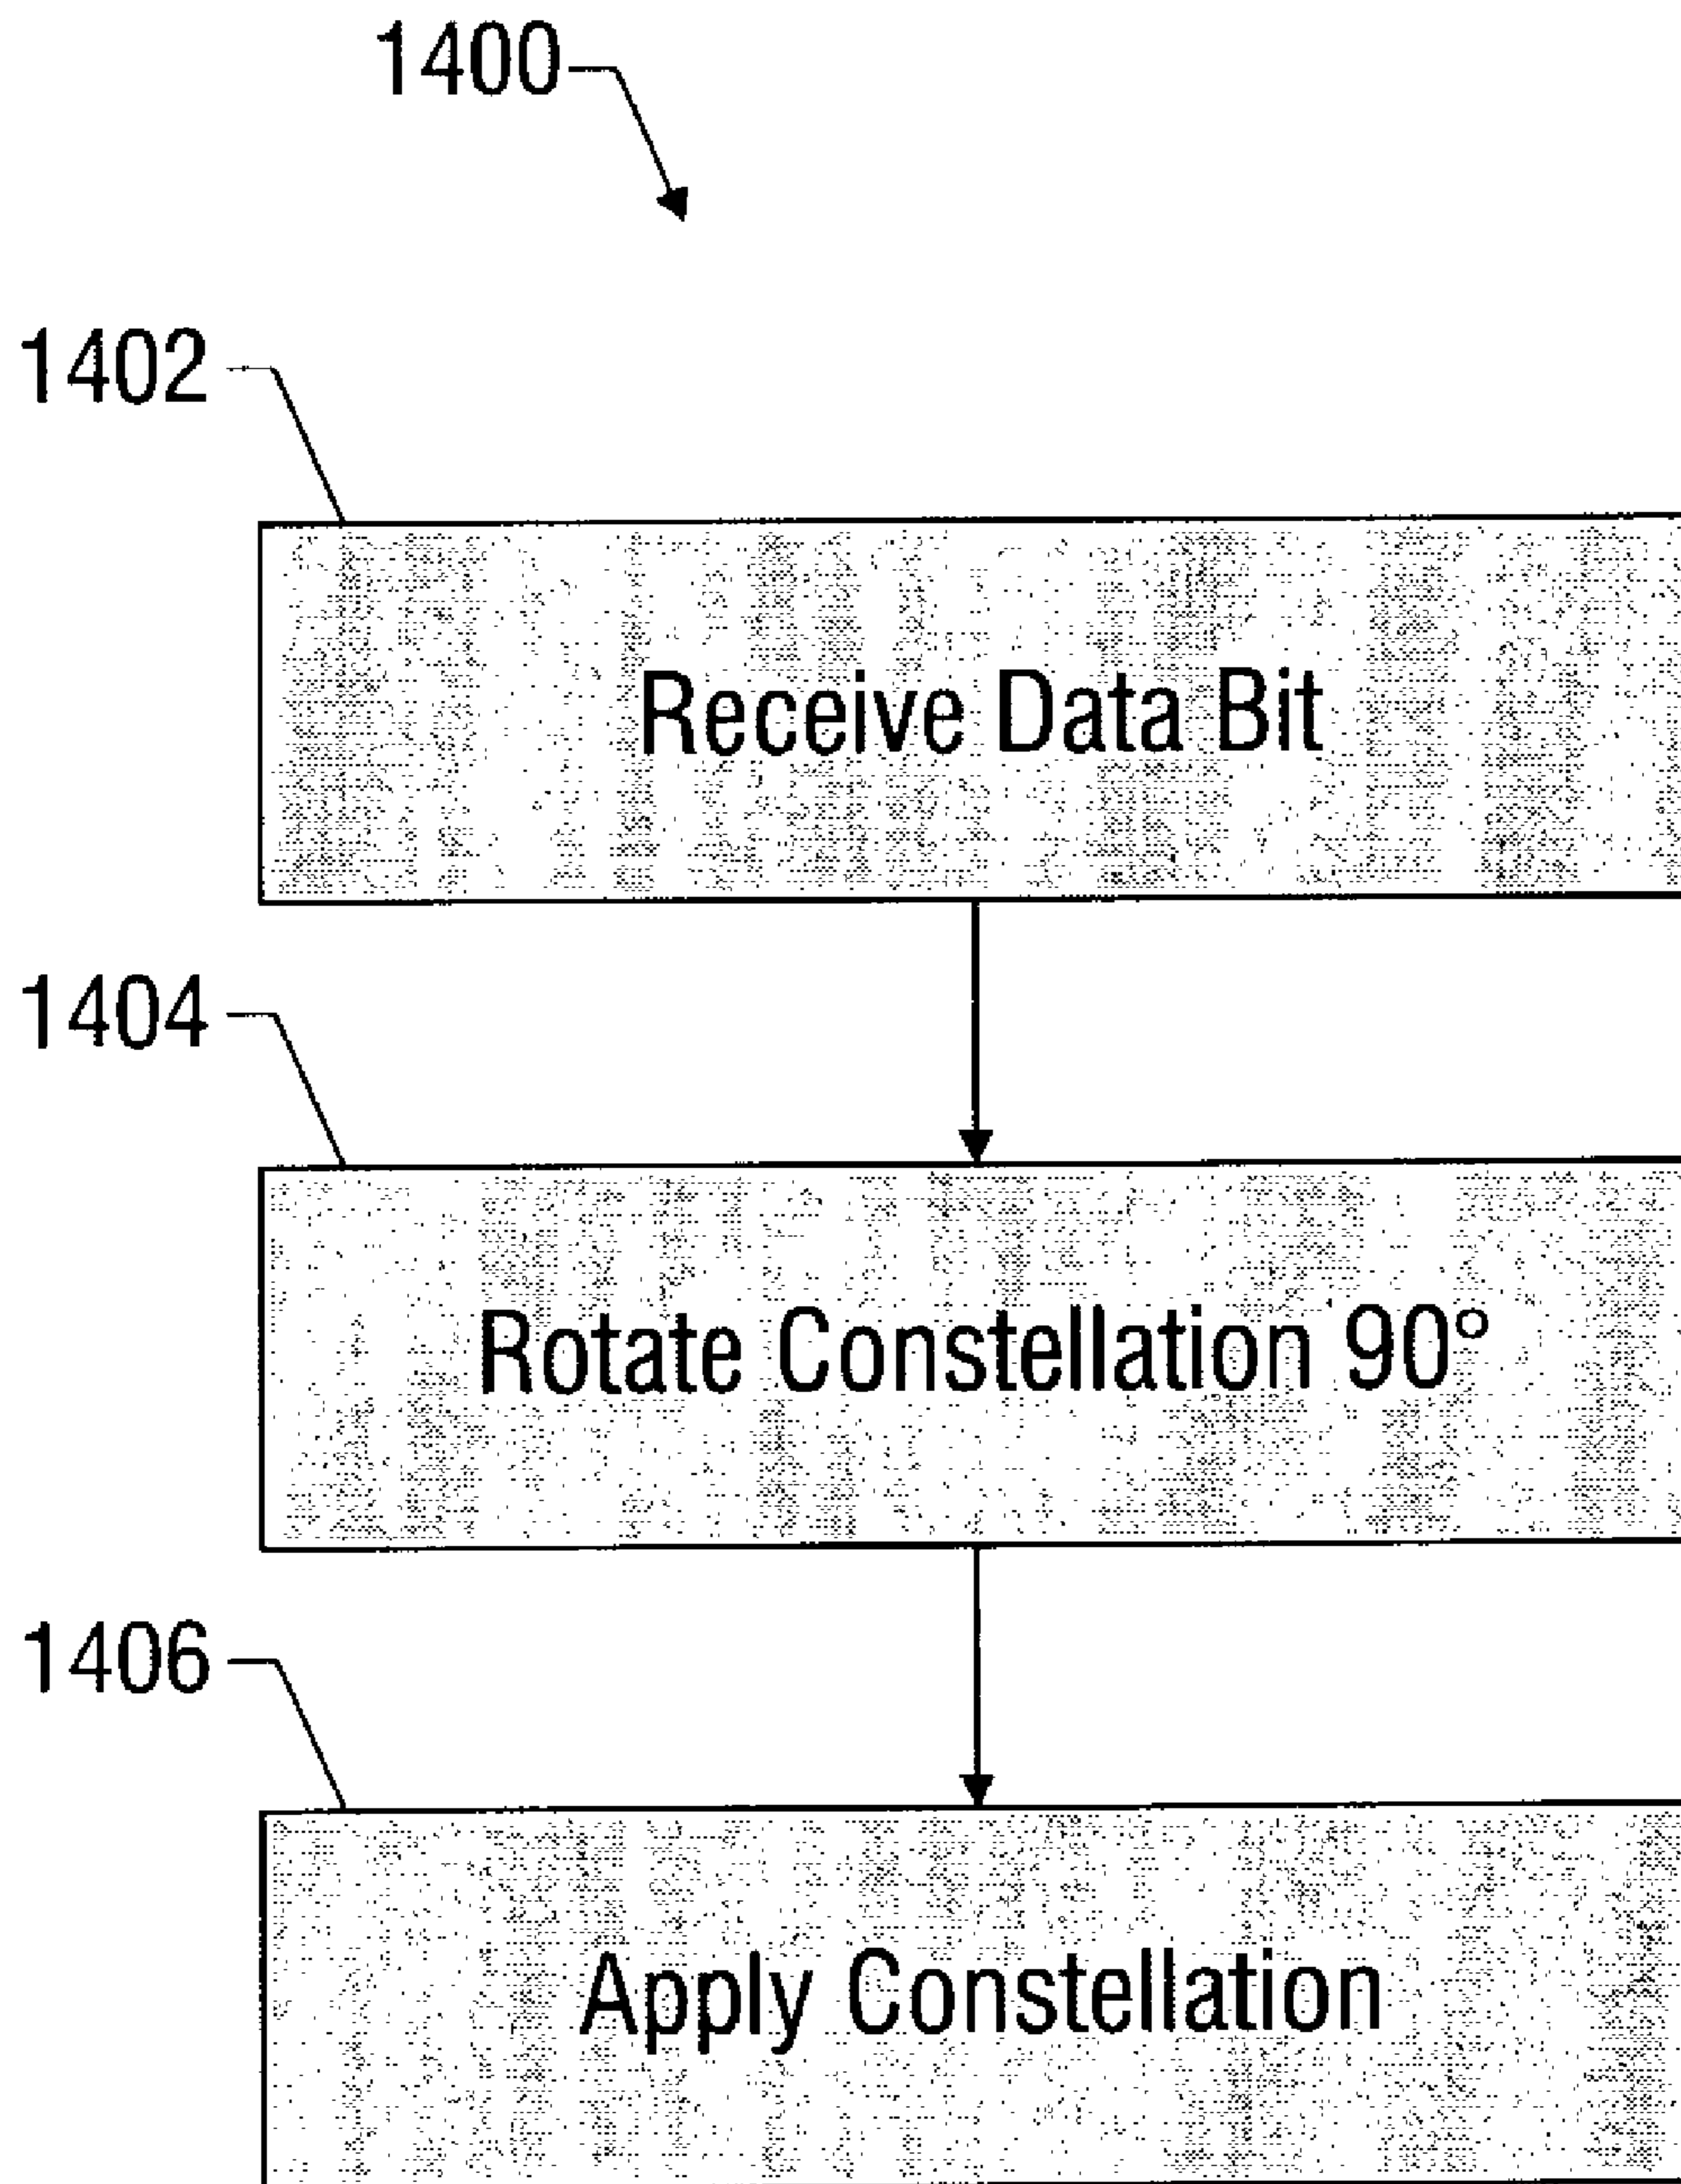 1400
1402
Receive Data Bit
1404
Rotate Constellation 90°
1406
Apply Constellation